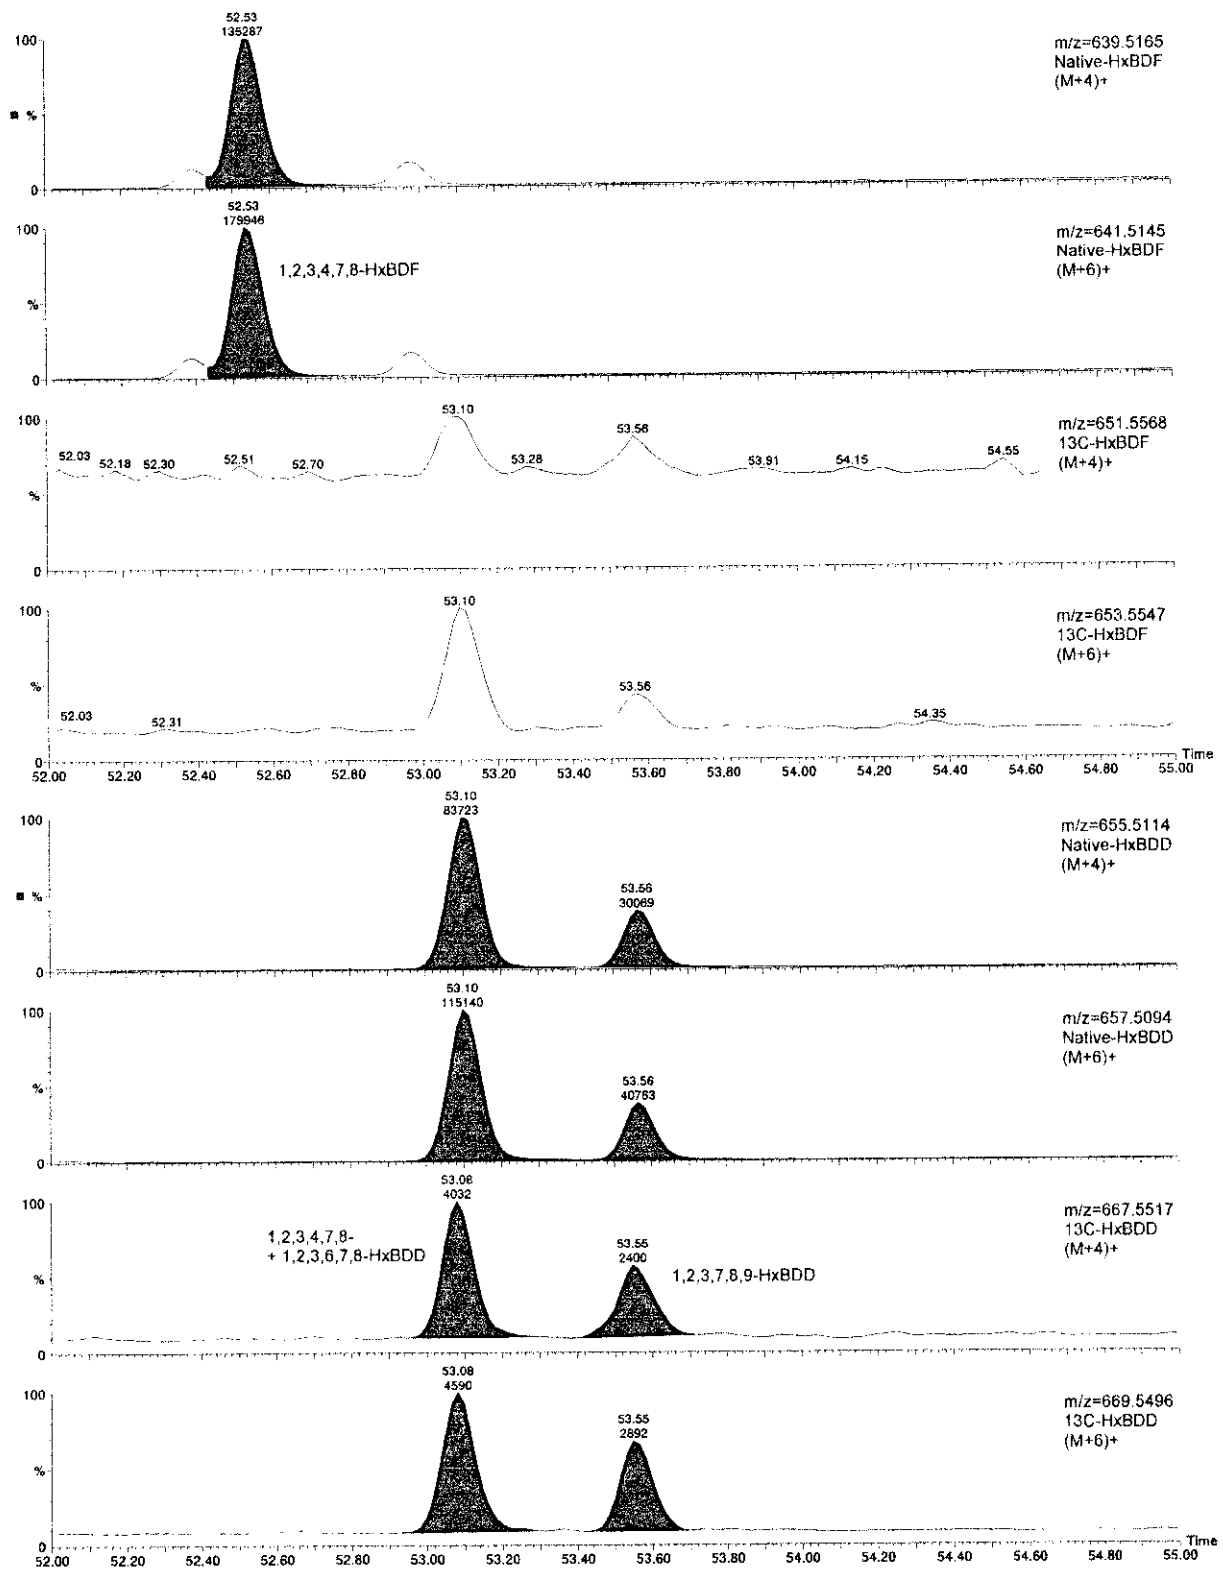 52.53
135287
m/z=639.5165
Native-HxBDF
(M+4)+
100
%
0
52.53
179946
m/z=641.5145
Native-HxBDF
(M+6)+
100
1,2,3,4,7,8-HxBDF
%
0
53.10
m/z=651.5568
13C-HxBDF
(M+4)+
100
52.03 52.18 52.30 52.51 52.70 53.28 53.56 53.91 54.15 54.55
%
0
53.10
m/z=653.5547
13C-HxBDF
(M+6)+
100
%
52.03 52.31 53.56 54.35
0
Time
52.00 52.20 52.40 52.60 52.80 53.00 53.20 53.40 53.60 53.80 54.00 54.20 54.40 54.60 54.80 55.00
53.10
83723
m/z=655.5114
Native-HxBDD
(M+4)+
100
53.56
30069
%
0
53.10
115140
m/z=657.5094
Native-HxBDD
(M+6)+
100
53.56
40763
%
0
53.08
4032
m/z=667.5517
13C-HxBDD
(M+4)+
100
1,2,3,4,7,8-
+ 1,2,3,6,7,8-HxBDD
53.55
2400
1,2,3,7,8,9-HxBDD
%
0
53.08
4590
m/z=669.5496
13C-HxBDD
(M+6)+
100
53.55
2892
%
0
Time
52.00 52.20 52.40 52.60 52.80 53.00 53.20 53.40 53.60 53.80 54.00 54.20 54.40 54.60 54.80 55.00